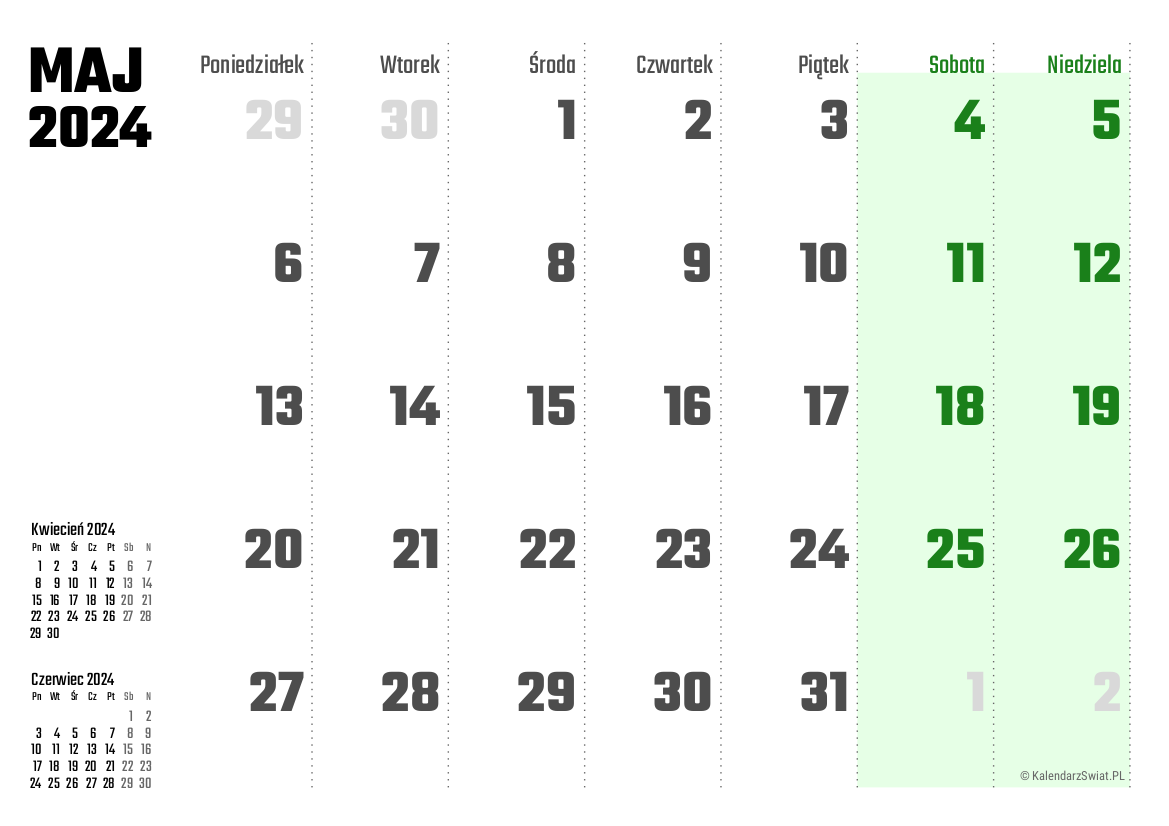 MAJ
2024
Poniedziałek Wtorek Środa Czwartek Piątek Sobota Niedziela
29 30 1 2 3 4 5
6 7 8 9 10 11 12
13 14 15 16 17 18 19
20 21 22 23 24 25 26
27 28 29 30 31 1 2
Kwiecień 2024
Pn Wt Śr Cz Pt Sb N
1 2 3 4 5 6 7
8 9 10 11 12 13 14
15 16 17 18 19 20 21
22 23 24 25 26 27 28
29 30
Czerwiec 2024
Pn Wt Śr Cz Pt Sb N
1 2
3 4 5 6 7 8 9
10 11 12 13 14 15 16
17 18 19 20 21 22 23
24 25 26 27 28 29 30
© KalendarzSwiat.PL